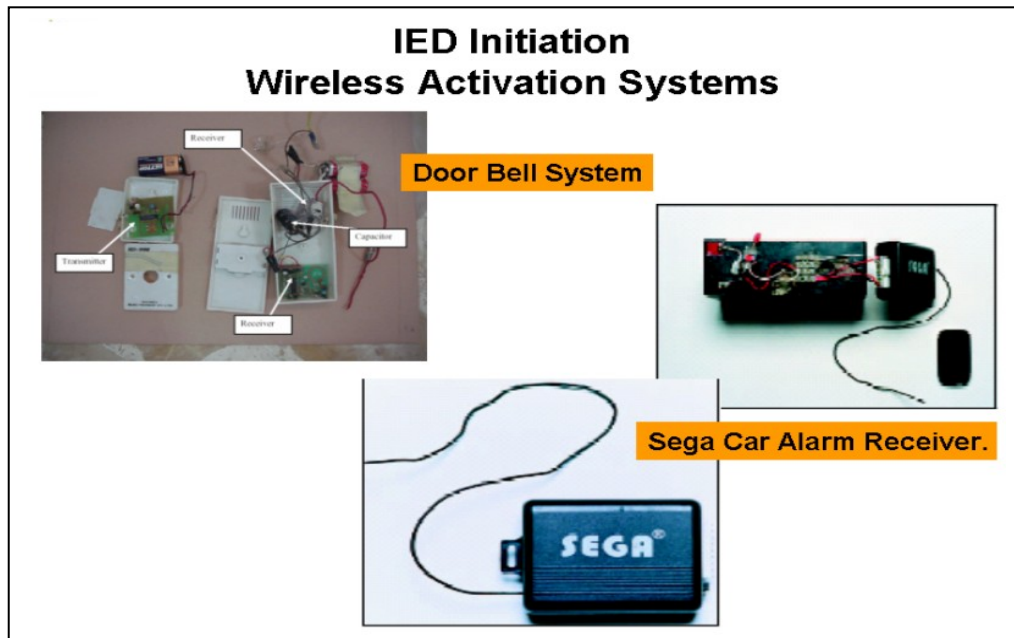 IED Initiation
Wireless Activation Systems
Receiver
Door Bell System
Capacitor
Transmitter
Receiver
SEGA
Sega Car Alarm Receiver.
SEGA®